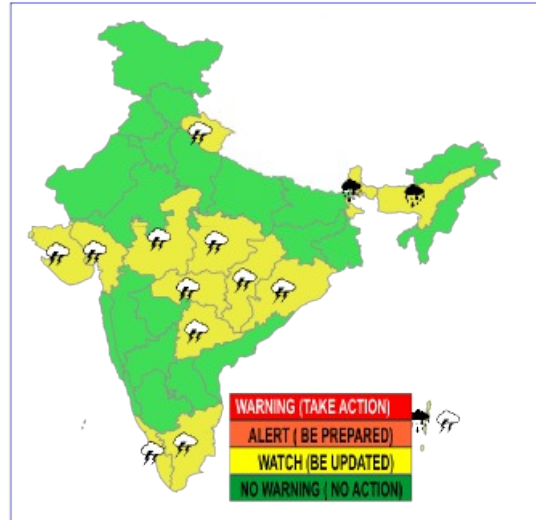 WARNING (TAKE ACTION)
ALERT ( BE PREPARED)
WATCH (BE UPDATED)
NO WARNING ( NO ACTION)